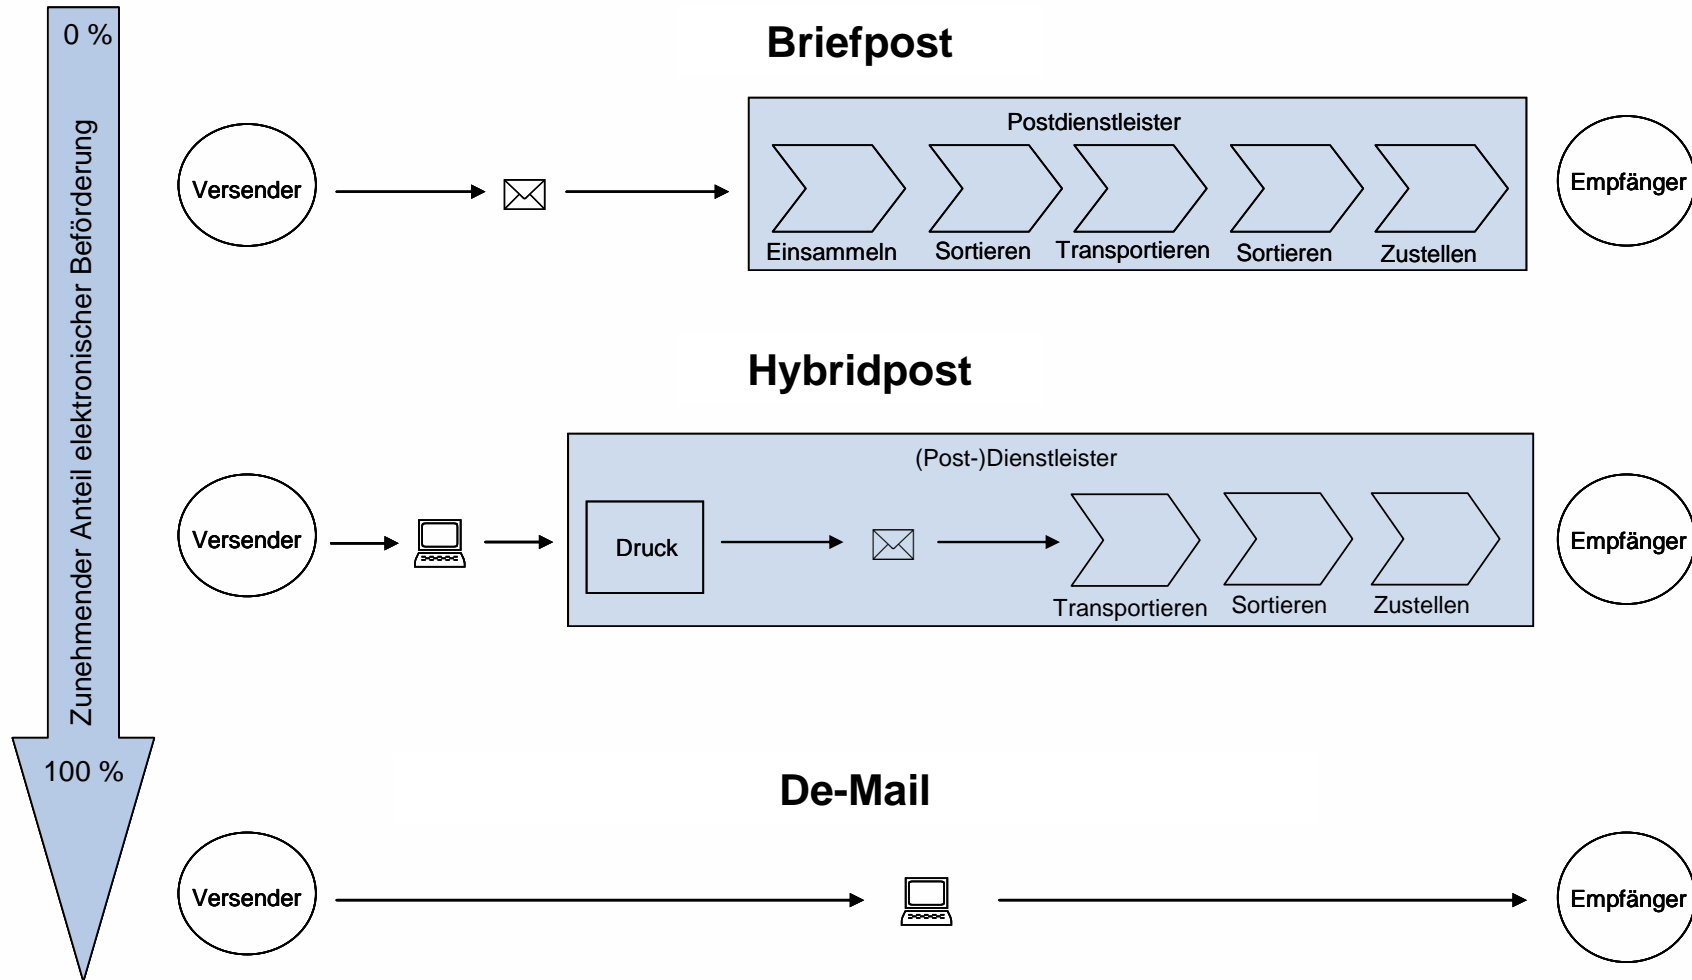 0 %
Zunehmender Anteil elektronischer Beförderung
100 %
Briefpost
Versender
Postdienstleister
Einsammeln
Sortieren
Transportieren
Sortieren
Zustellen
Empfänger
Hybridpost
Versender
(Post-)Dienstleister
Druck
Transportieren
Sortieren
Zustellen
Empfänger
De-Mail
Versender
Empfänger